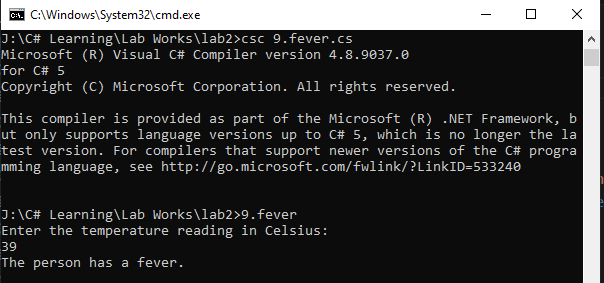 C:\Windows\System32\cmd.exe
J:\C# Learning\Lab Works\lab2>csc 9.fever.cs
Microsoft (R) Visual C# Compiler version 4.8.9037.0
for C# 5
Copyright (C) Microsoft Corporation. All rights reserved.
This compiler is provided as part of the Microsoft (R) .NET Framework, b
ut only supports language versions up to C# 5, which is no longer the la
test version. For compilers that support newer versions of the C# progra
mming language, see http://go.microsoft.com/fwlink/?LinkID=533240
J:\C# Learning\Lab Works\lab2>9.fever
Enter the temperature reading in Celsius:
39
The person has a fever.